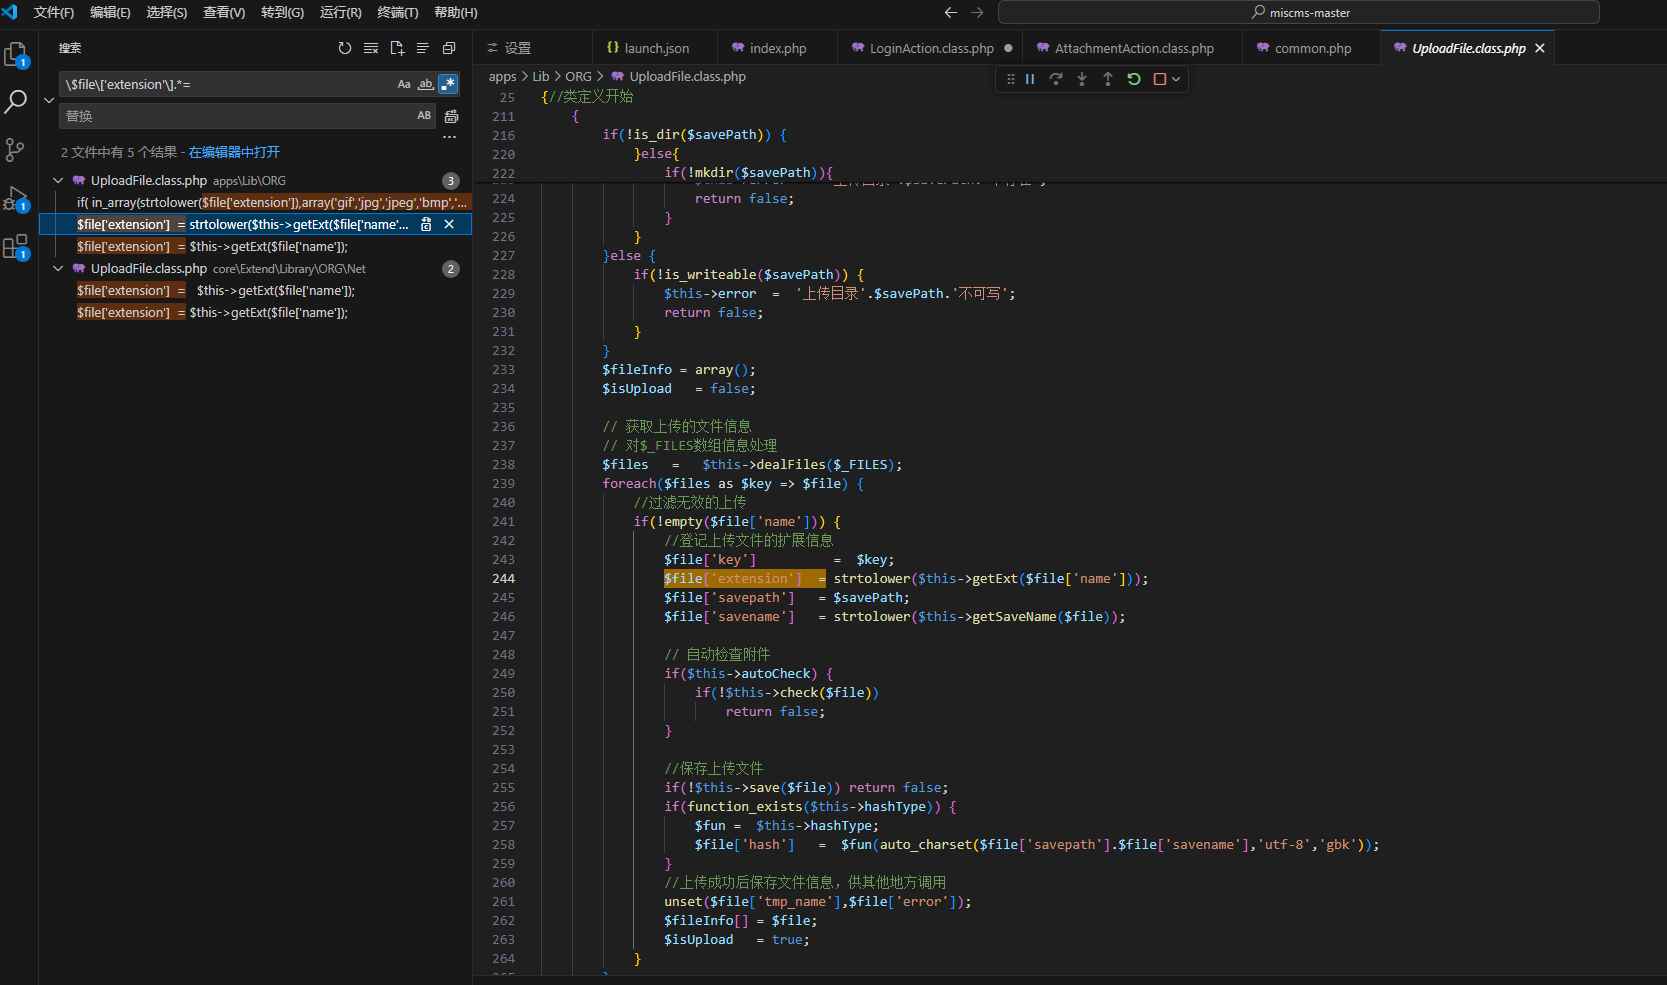 文件(F) 编辑(E) 选择(S) 查看(V) 转到(G) 运行(R) 终端(T) 帮助(H)
miscms-master
搜索
设置
launch.json
index.php
LoginAction.class.php
AttachmentAction.class.php
common.php
UploadFile.class.php
\$file\['extension'\].*=
Aa ab .*
替换
AB
2 文件中有 5 个结果 - 在编辑器中打开
UploadFile.class.php apps\Lib\ORG 3
if( in_array(strtolower($file['extension']),array('gif','jpg','jpeg','bmp','...
$file['extension'] = strtolower($this->getExt($file['name'...
$file['extension'] = $this->getExt($file['name']);
UploadFile.class.php core\Extend\Library\ORG\Net 2
$file['extension'] = $this->getExt($file['name']);
$file['extension'] = $this->getExt($file['name']);
1
1
1
apps > Lib > ORG > UploadFile.class.php
25 {//类定义开始
211 {
216 if(!is_dir($savePath)) {
220 }else{
222 if(!mkdir($savePath)){
224 return false;
225 }
226 }
227 }else {
228 if(!is_writeable($savePath)) {
229 $this->error = '上传目录'.$savePath.'不可写';
230 return false;
231 }
232 }
233 $fileInfo = array();
234 $isUpload = false;
235
236 // 获取上传的文件信息
237 // 对$_FILES数组信息处理
238 $files = $this->dealFiles($_FILES);
239 foreach($files as $key => $file) {
240 //过滤无效的上传
241 if(!empty($file['name'])) {
242 //登记上传文件的扩展信息
243 $file['key'] = $key;
244 $file['extension'] = strtolower($this->getExt($file['name']));
245 $file['savepath'] = $savePath;
246 $file['savename'] = strtolower($this->getSaveName($file));
247
248 // 自动检查附件
249 if($this->autoCheck) {
250 if(!$this->check($file))
251 return false;
252 }
253
254 //保存上传文件
255 if(!$this->save($file)) return false;
256 if(function_exists($this->hashType)) {
257 $fun = $this->hashType;
258 $file['hash'] = $fun(auto_charset($file['savepath'].$file['savename'],'utf-8','gbk'));
259 }
260 //上传成功后保存文件信息，供其他地方调用
261 unset($file['tmp_name'],$file['error']);
262 $fileInfo[] = $file;
263 $isUpload = true;
264 }